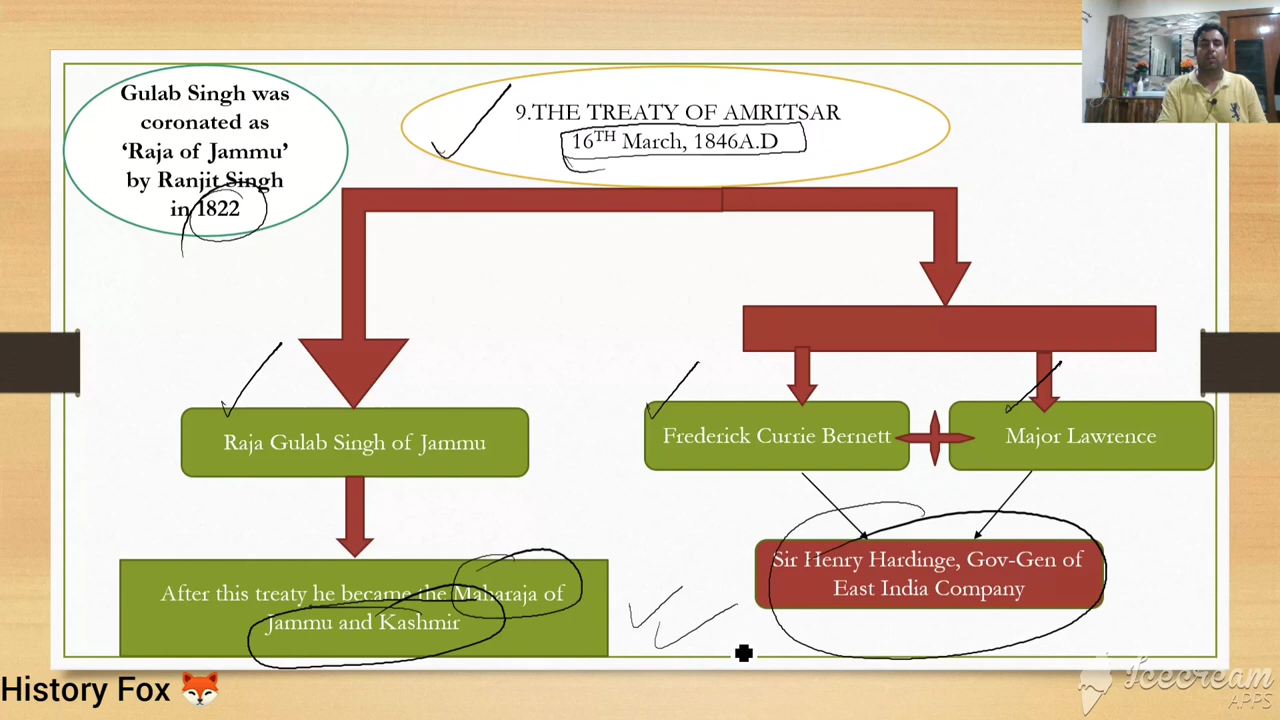 Gulab Singh was
coronated as
‘Raja of Jammu’
by Ranjit Singh
in 1822
9.THE TREATY OF AMRITSAR
16TH March, 1846A.D
Raja Gulab Singh of Jammu
Frederick Currie Bernett
Major Lawrence
After this treaty he became the Maharaja of
Jammu and Kashmir
Sir Henry Hardinge, Gov-Gen of
East India Company
History Fox 🦊
Icecream
APPS